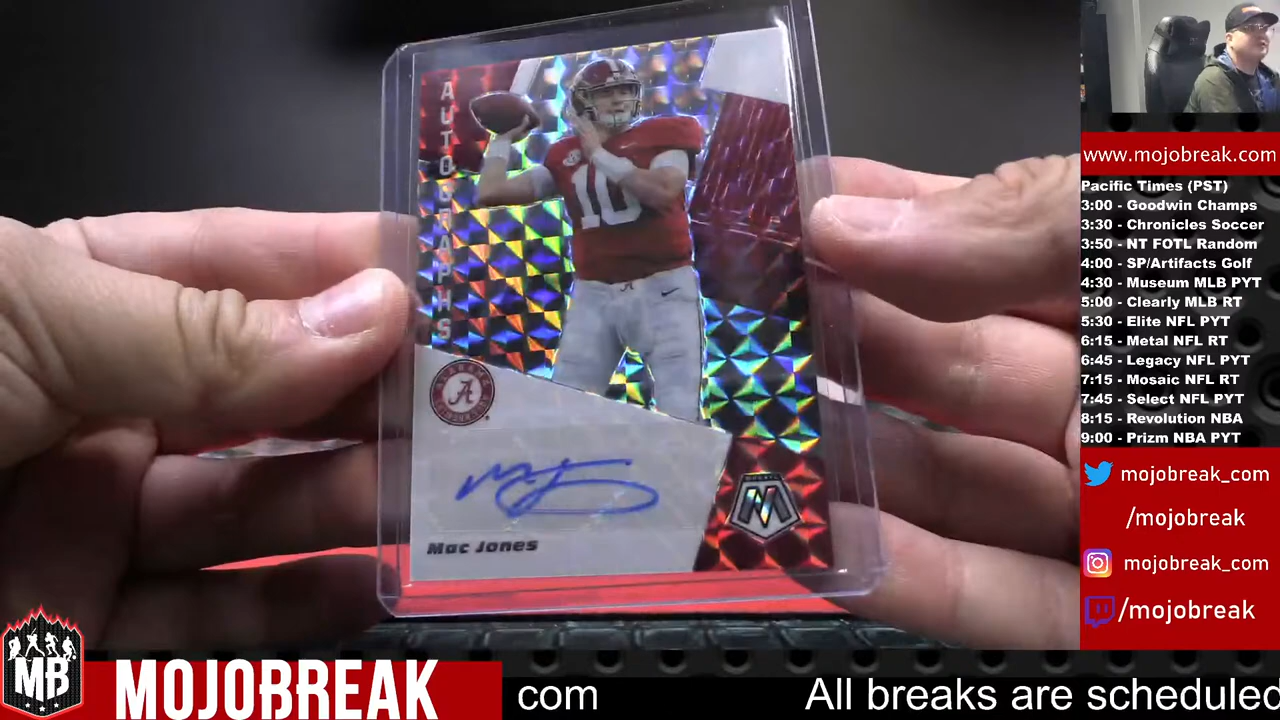 AUTOGRAPHS
10
A
Mac Jones
M
www.mojobreak.com
Pacific Times (PST)
3:00 - Goodwin Champs
3:30 - Chronicles Soccer
3:50 - NT FOTL Random
4:00 - SP/Artifacts Golf
4:30 - Museum MLB PYT
5:00 - Clearly MLB RT
5:30 - Elite NFL PYT
6:15 - Metal NFL RT
6:45 - Legacy NFL PYT
7:15 - Mosaic NFL RT
7:45 - Select NFL PYT
8:15 - Revolution NBA
9:00 - Prizm NBA PYT
mojobreak_com
/mojobreak
mojobreak_com
/mojobreak
MB
MOJOBREAK
com
All breaks are scheduled